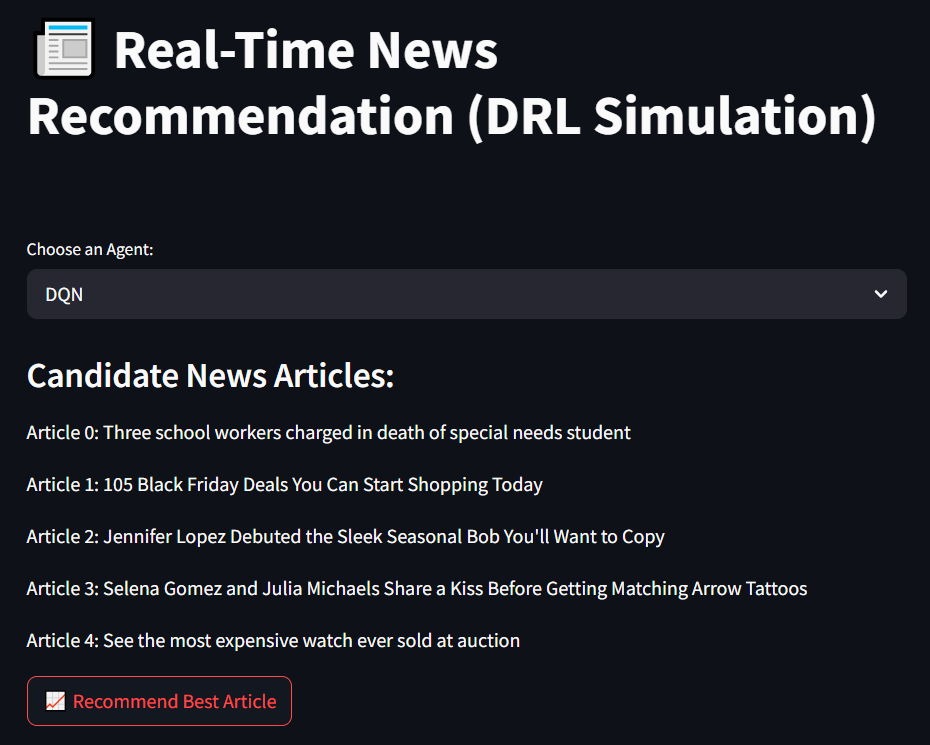 Real-Time News
Recommendation (DRL Simulation)
Choose an Agent:
DQN
Candidate News Articles:
Article 0: Three school workers charged in death of special needs student
Article 1: 105 Black Friday Deals You Can Start Shopping Today
Article 2: Jennifer Lopez Debuted the Sleek Seasonal Bob You'll Want to Copy
Article 3: Selena Gomez and Julia Michaels Share a Kiss Before Getting Matching Arrow Tattoos
Article 4: See the most expensive watch ever sold at auction
Recommend Best Article